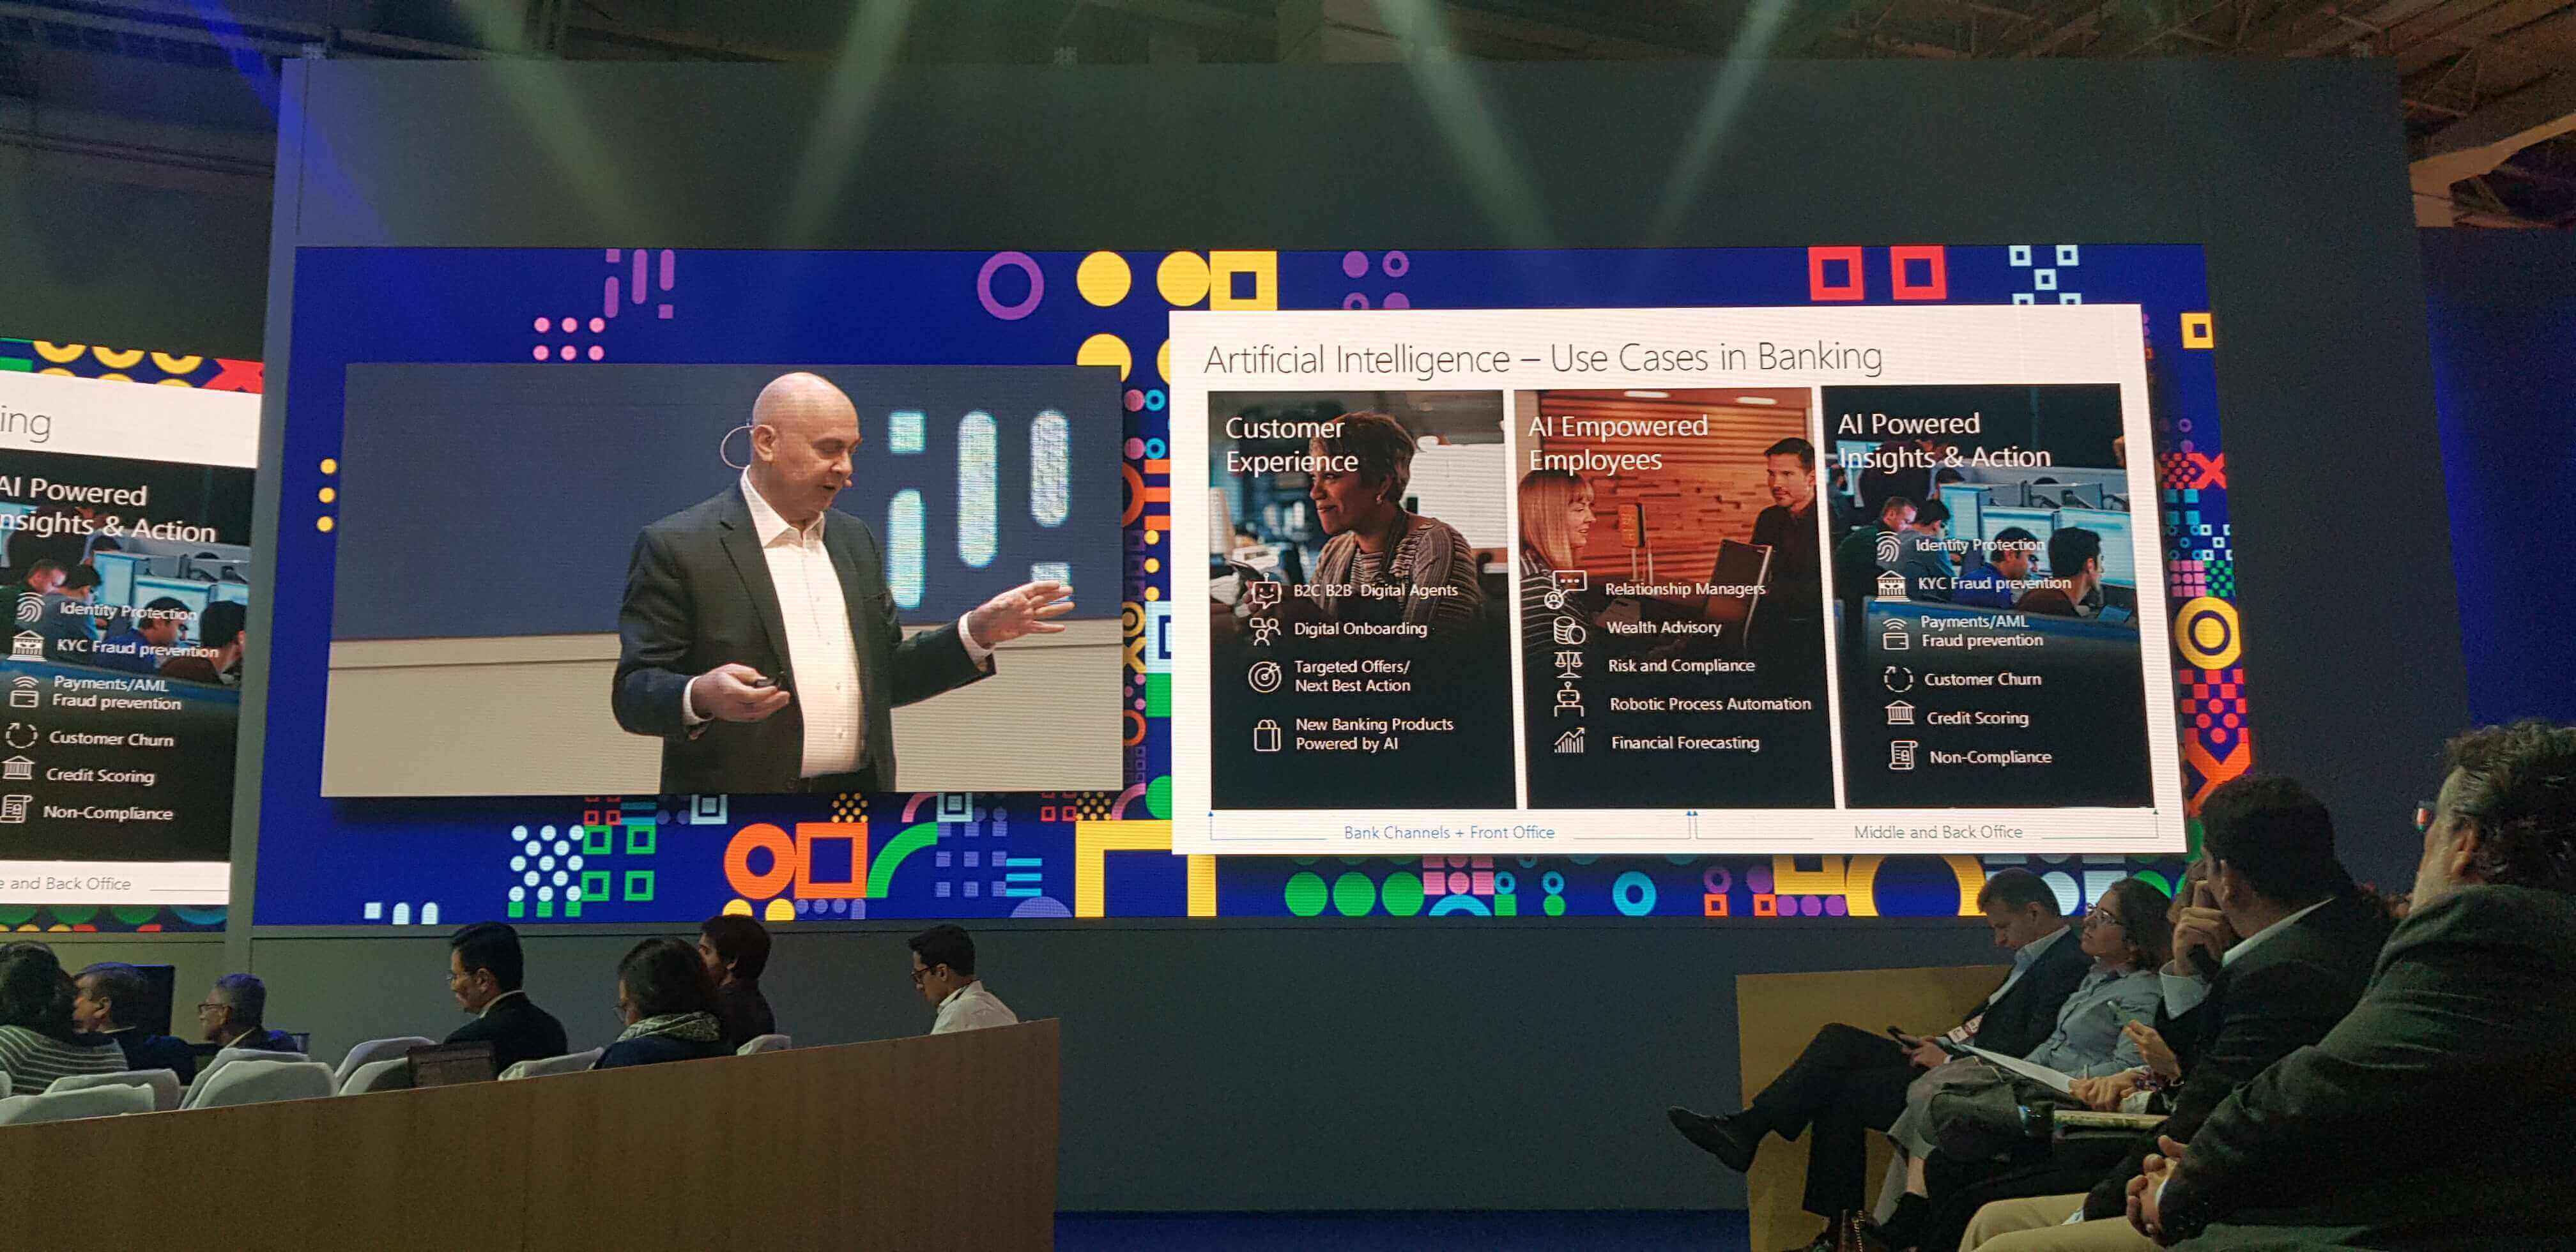 ing
AI Powered
nsights & Action
Identity Protection
KYC Fraud prevention
Payments/AML
Fraud prevention
Customer Churn
Credit Scoring
Non-Compliance
e and Back Office
Artificial Intelligence – Use Cases in Banking
Customer
Experience
B2C B2B Digital Agents
Digital Onboarding
Targeted Offers/
Next Best Action
New Banking Products
Powered by AI
AI Empowered
Employees
Relationship Managers
Wealth Advisory
Risk and Compliance
Robotic Process Automation
Financial Forecasting
AI Powered
Insights & Action
Identity Protection
KYC Fraud prevention
Payments/AML
Fraud prevention
Customer Churn
Credit Scoring
Non-Compliance
Bank Channels + Front Office
Middle and Back Office